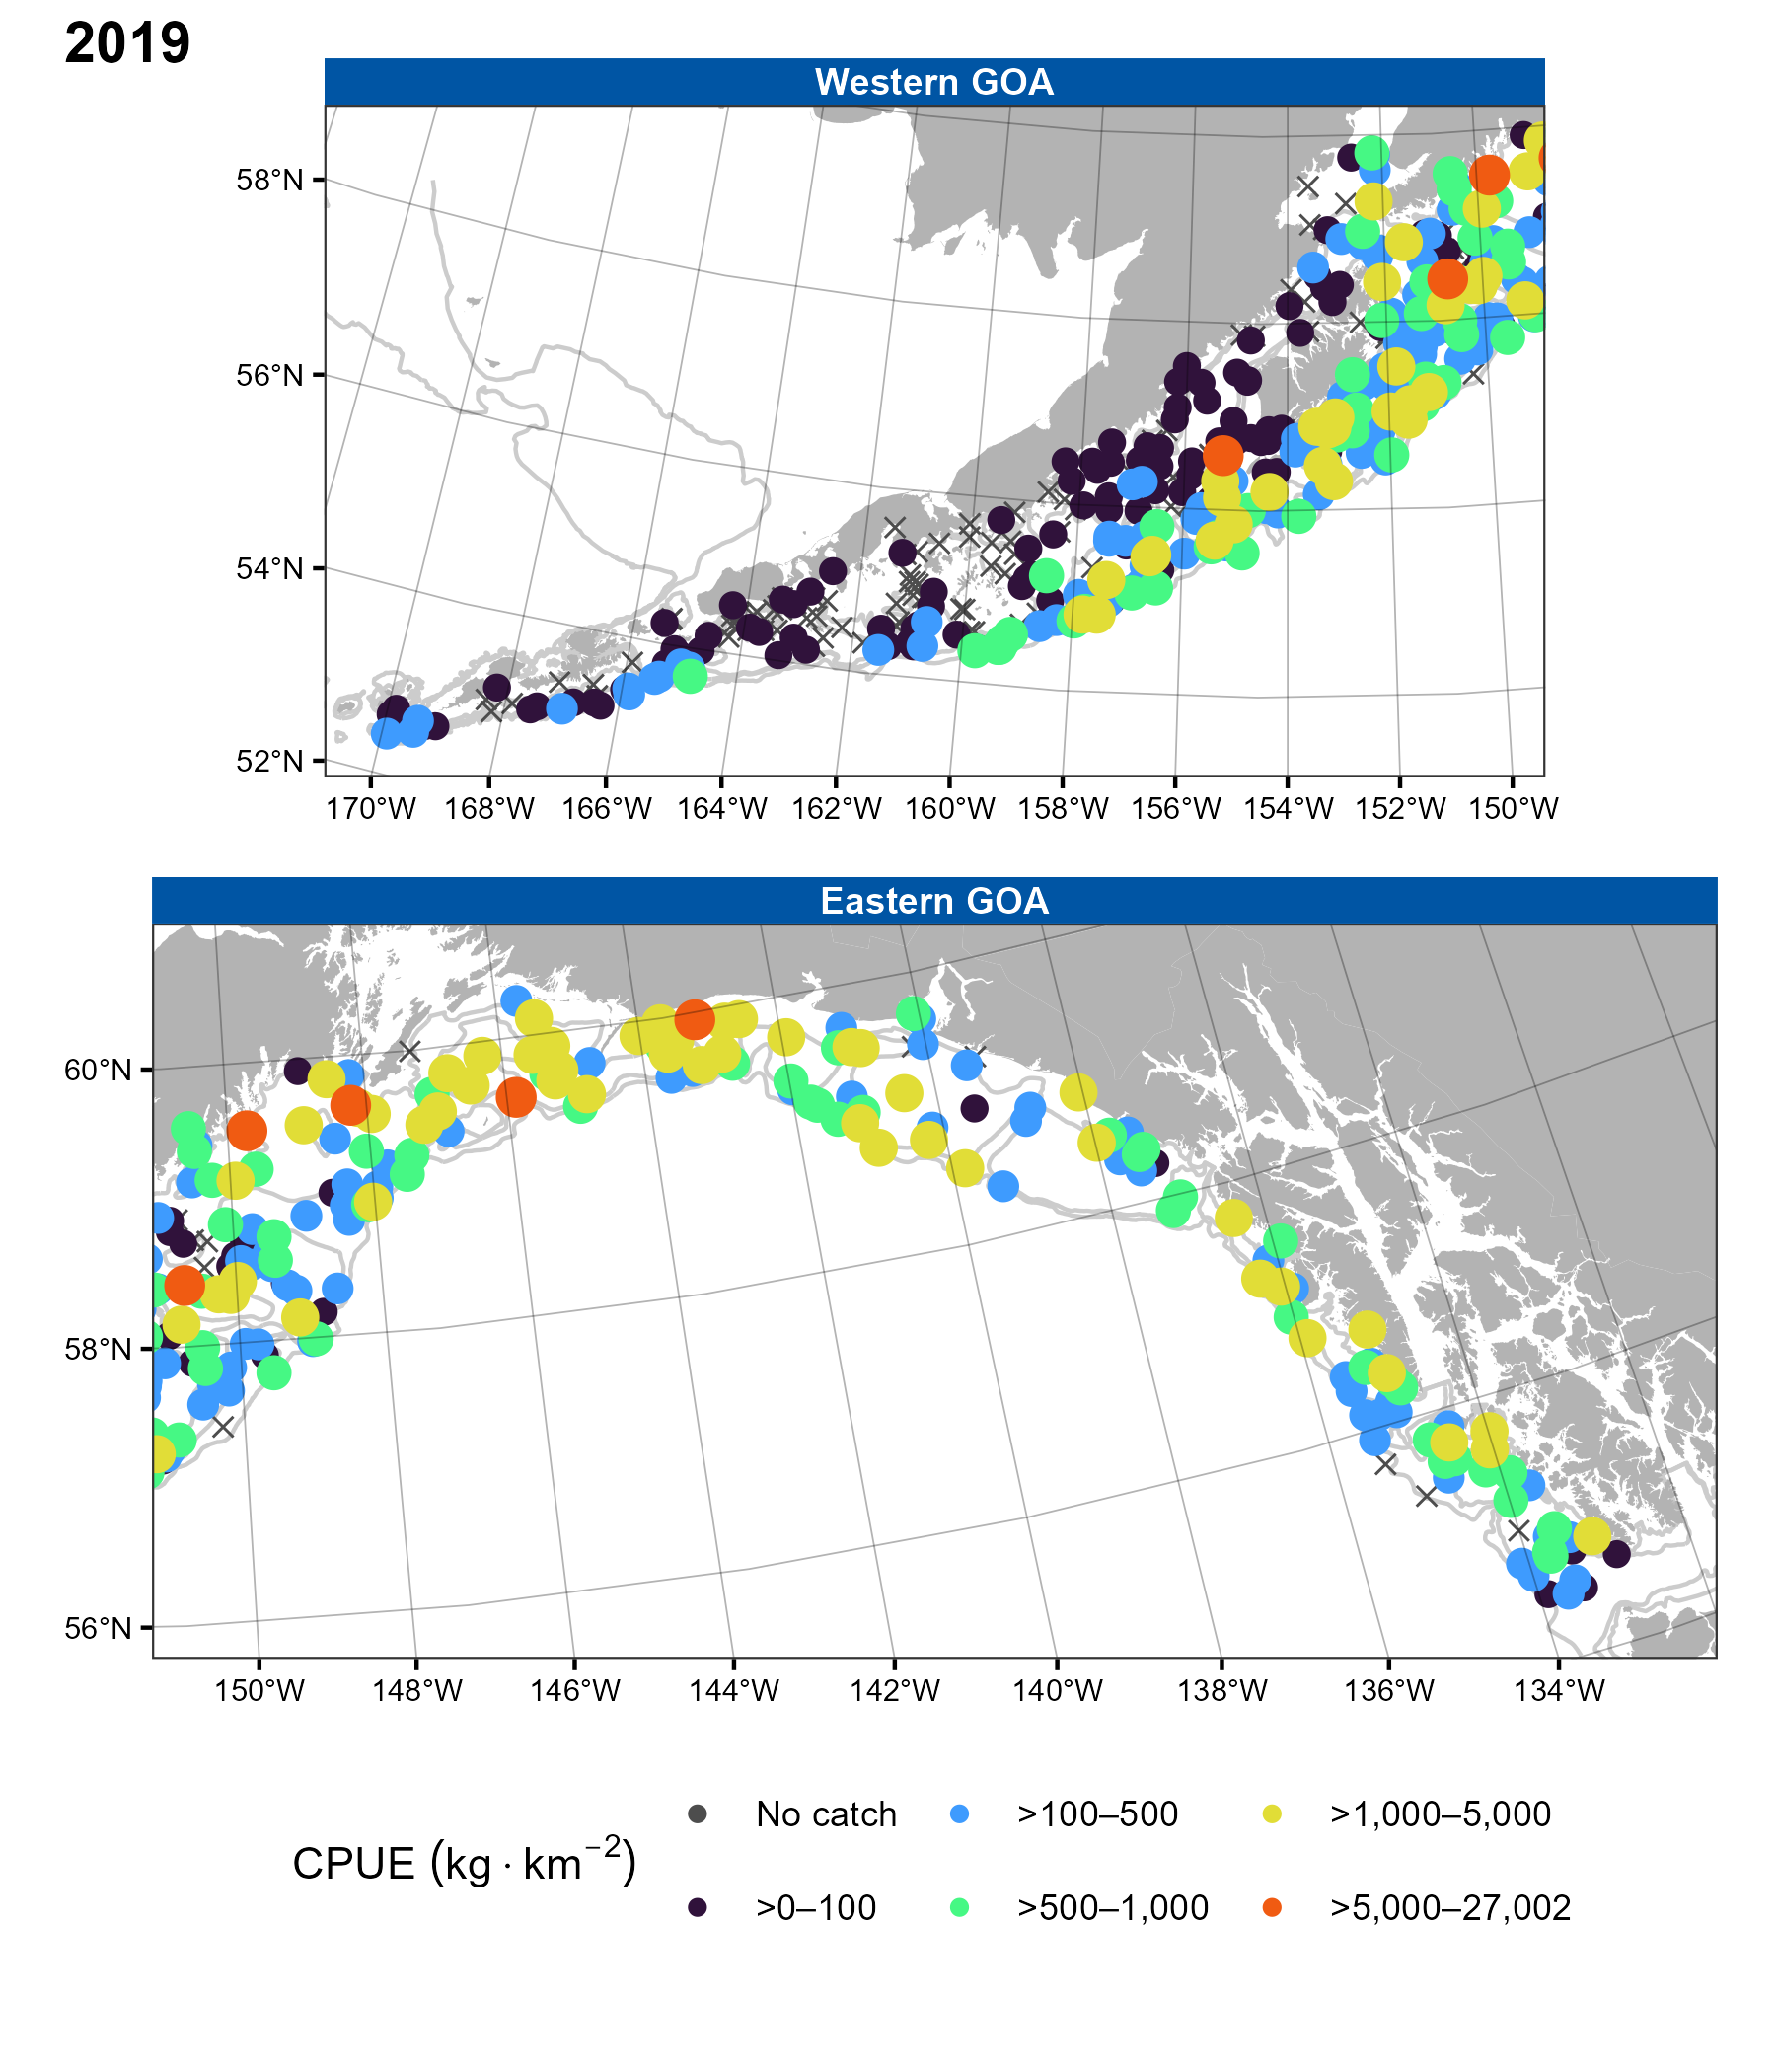 2019
Western GOA
58°N
56°N
54°N
52°N
170°W 168°W 166°W 164°W 162°W 160°W 158°W 156°W 154°W 152°W 150°W
Eastern GOA
60°N
58°N
56°N
150°W 148°W 146°W 144°W 142°W 140°W 138°W 136°W 134°W
CPUE (kg·km⁻²)
No catch >100–500 >1,000–5,000
>0–100 >500–1,000 >5,000–27,002